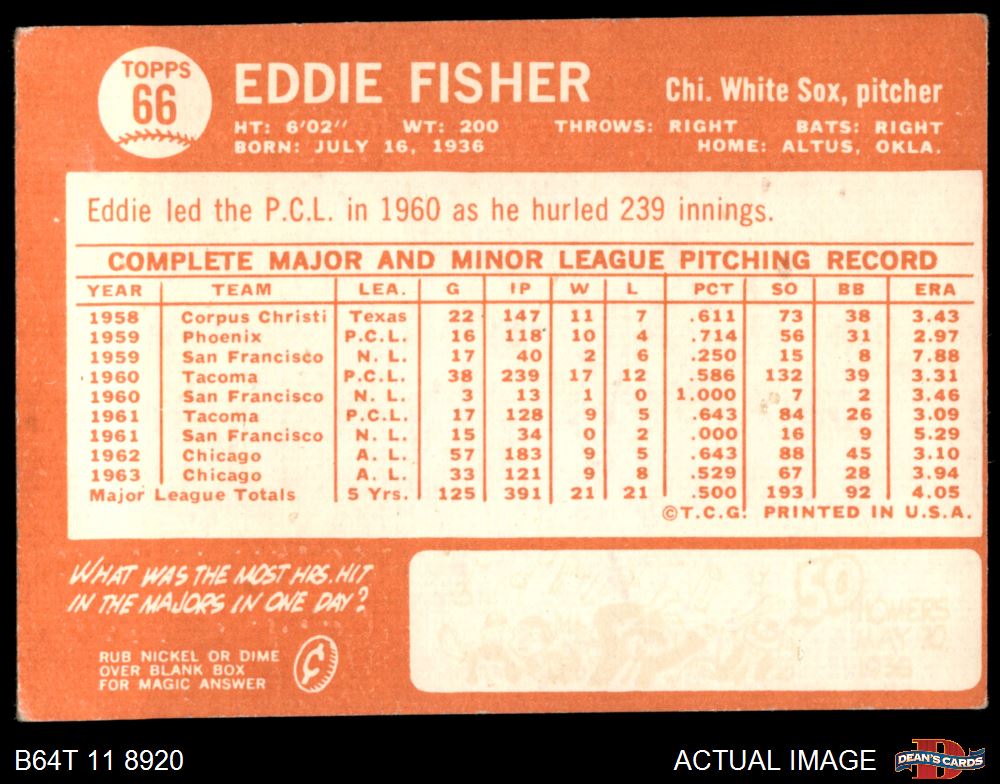 TOPPS
66
EDDIE FISHER
Chi. White Sox, pitcher
HT: 6'02" WT: 200 THROWS: RIGHT BATS: RIGHT
BORN: JULY 16, 1936 HOME: ALTUS, OKLA.
Eddie led the P.C.L. in 1960 as he hurled 239 innings.
COMPLETE MAJOR AND MINOR LEAGUE PITCHING RECORD
YEAR TEAM LEA. G IP W L PCT SO BB ERA
1958 Corpus Christi Texas 22 147 11 7 .611 73 38 3.43
1959 Phoenix P.C.L. 16 118 10 4 .714 56 31 2.97
1959 San Francisco N. L. 17 40 2 6 .250 15 8 7.88
1960 Tacoma P.C.L. 38 239 17 12 .586 132 39 3.31
1960 San Francisco N. L. 3 13 1 0 1.000 7 2 3.46
1961 Tacoma P.C.L. 17 128 9 5 .643 84 26 3.09
1961 San Francisco N. L. 15 34 0 2 .000 16 9 5.29
1962 Chicago A. L. 57 183 9 5 .643 88 45 3.10
1963 Chicago A. L. 33 121 9 8 .529 67 28 3.94
Major League Totals 5 Yrs. 125 391 21 21 .500 193 92 4.05
©T.C.G. PRINTED IN U.S.A.
WHAT WAS THE MOST HRS. HIT
IN THE MAJORS IN ONE DAY?
RUB NICKEL OR DIME
OVER BLANK BOX
FOR MAGIC ANSWER
50
HOMERS
MAY
B64T 11 8920
ACTUAL IMAGE
DEAN'S CARDS